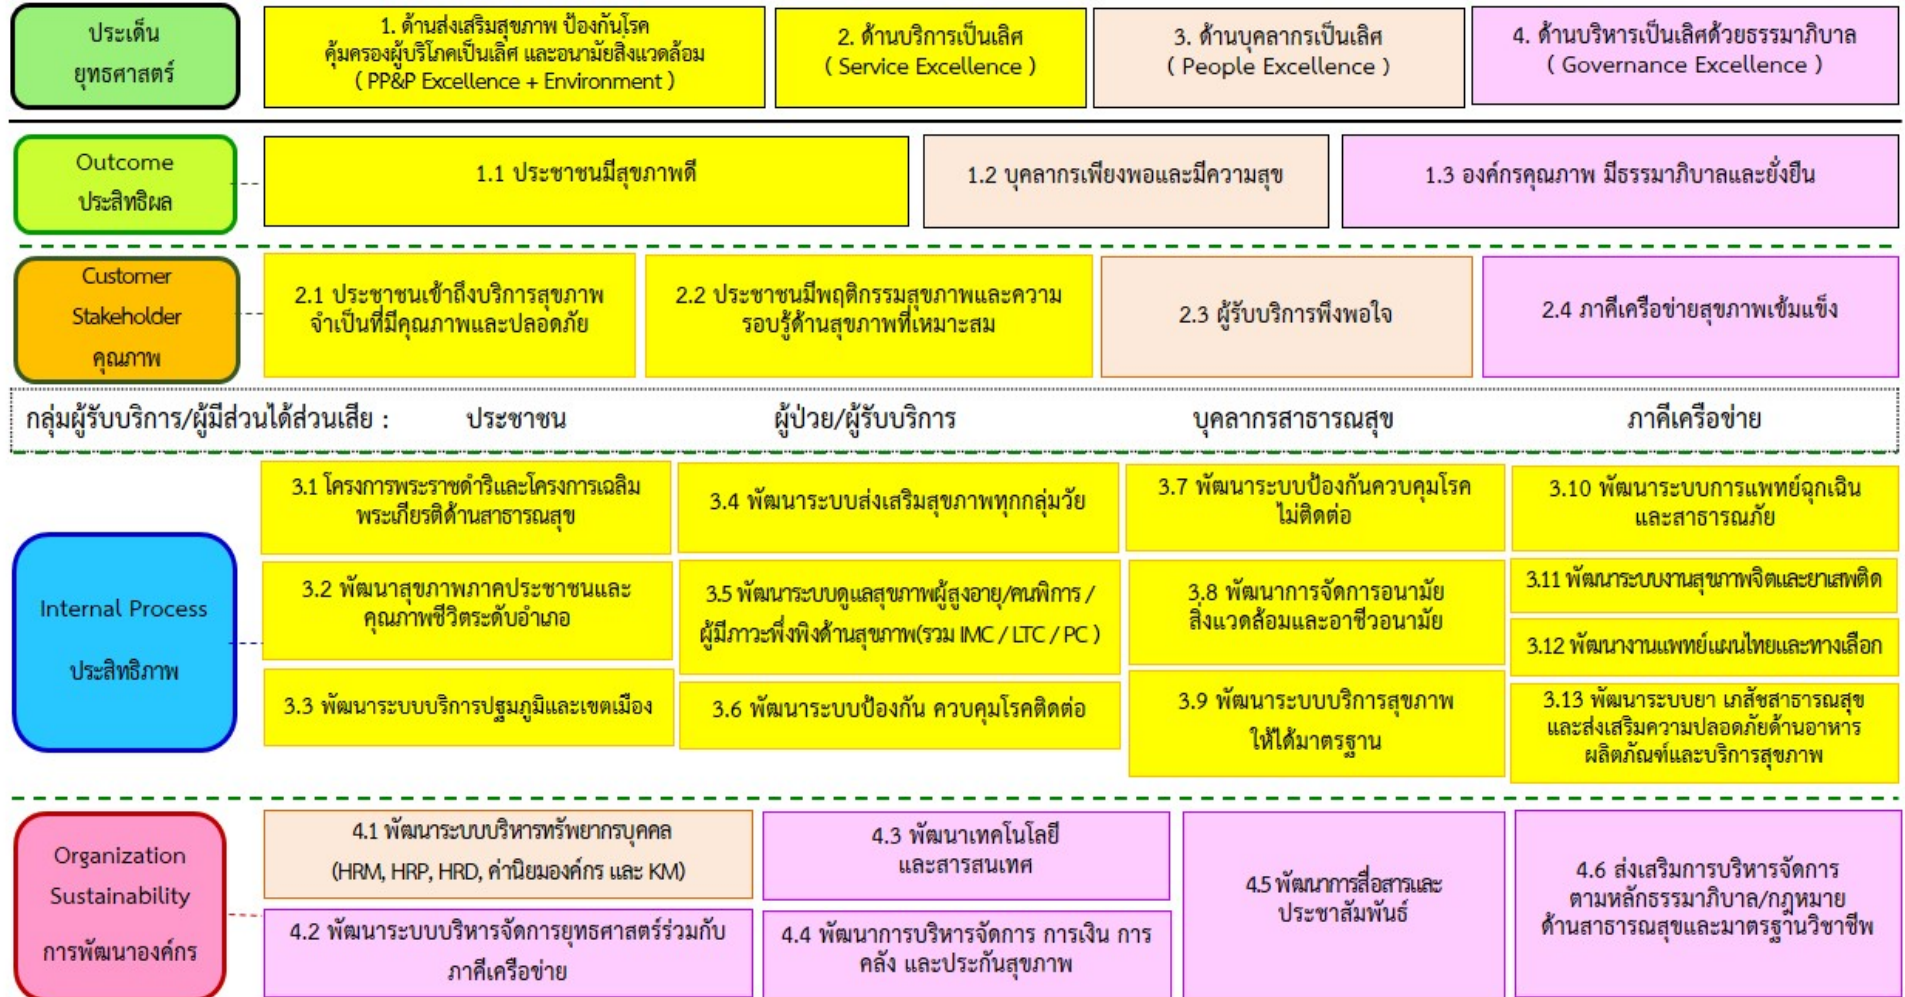 ประเด็น
ยุทธศาสตร์
1. ด้านส่งเสริมสุขภาพ ป้องกันโรค
คุ้มครองผู้บริโภคเป็นเลิศ และอนามัยสิ่งแวดล้อม
( PP&P Excellence + Environment )
2. ด้านบริการเป็นเลิศ
( Service Excellence )
3. ด้านบุคลากรเป็นเลิศ
( People Excellence )
4. ด้านบริหารเป็นเลิศด้วยธรรมาภิบาล
( Governance Excellence )
Outcome
ประสิทธิผล
1.1 ประชาชนมีสุขภาพดี
1.2 บุคลากรเพียงพอและมีความสุข
1.3 องค์กรคุณภาพ มีธรรมาภิบาลและยั่งยืน
Customer
Stakeholder
คุณภาพ
2.1 ประชาชนเข้าถึงบริการสุขภาพ
จำเป็นที่มีคุณภาพและปลอดภัย
2.2 ประชาชนมีพฤติกรรมสุขภาพและความ
รอบรู้ด้านสุขภาพที่เหมาะสม
2.3 ผู้รับบริการพึงพอใจ
2.4 ภาคีเครือข่ายสุขภาพเข้มแข็ง
กลุ่มผู้รับบริการ/ผู้มีส่วนได้ส่วนเสีย : ประชาชน ผู้ป่วย/ผู้รับบริการ บุคลากรสาธารณสุข ภาคีเครือข่าย
Internal Process
ประสิทธิภาพ
3.1 โครงการพระราชดำริและโครงการเฉลิม
พระเกียรติด้านสาธารณสุข
3.2 พัฒนาสุขภาพภาคประชาชนและ
คุณภาพชีวิตระดับอำเภอ
3.3 พัฒนาระบบบริการปฐมภูมิและเขตเมือง
3.4 พัฒนาระบบส่งเสริมสุขภาพทุกกลุ่มวัย
3.5 พัฒนาระบบดูแลสุขภาพผู้สูงอายุ/คนพิการ /
ผู้มีภาวะพึ่งพิงด้านสุขภาพ(รวม IMC / LTC / PC )
3.6 พัฒนาระบบป้องกัน ควบคุมโรคติดต่อ
3.7 พัฒนาระบบป้องกันควบคุมโรค
ไม่ติดต่อ
3.8 พัฒนาการจัดการอนามัย
สิ่งแวดล้อมและอาชีวอนามัย
3.9 พัฒนาระบบบริการสุขภาพ
ให้ได้มาตรฐาน
3.10 พัฒนาระบบการแพทย์ฉุกเฉิน
และสาธารณภัย
3.11 พัฒนาระบบงานสุขภาพจิตและยาเสพติด
3.12 พัฒนางานแพทย์แผนไทยและทางเลือก
3.13 พัฒนาระบบยา เภสัชสาธารณสุข
และส่งเสริมความปลอดภัยด้านอาหาร
ผลิตภัณฑ์และบริการสุขภาพ
Organization
Sustainability
การพัฒนาองค์กร
4.1 พัฒนาระบบบริหารทรัพยากรบุคคล
(HRM, HRP, HRD, ค่านิยมองค์กร และ KM)
4.2 พัฒนาระบบบริหารจัดการยุทธศาสตร์ร่วมกับ
ภาคีเครือข่าย
4.3 พัฒนาเทคโนโลยี
และสารสนเทศ
4.4 พัฒนาการบริหารจัดการ การเงิน การ
คลัง และประกันสุขภาพ
4.5 พัฒนาการสื่อสารและ
ประชาสัมพันธ์
4.6 ส่งเสริมการบริหารจัดการ
ตามหลักธรรมาภิบาล/กฎหมาย
ด้านสาธารณสุขและมาตรฐานวิชาชีพ